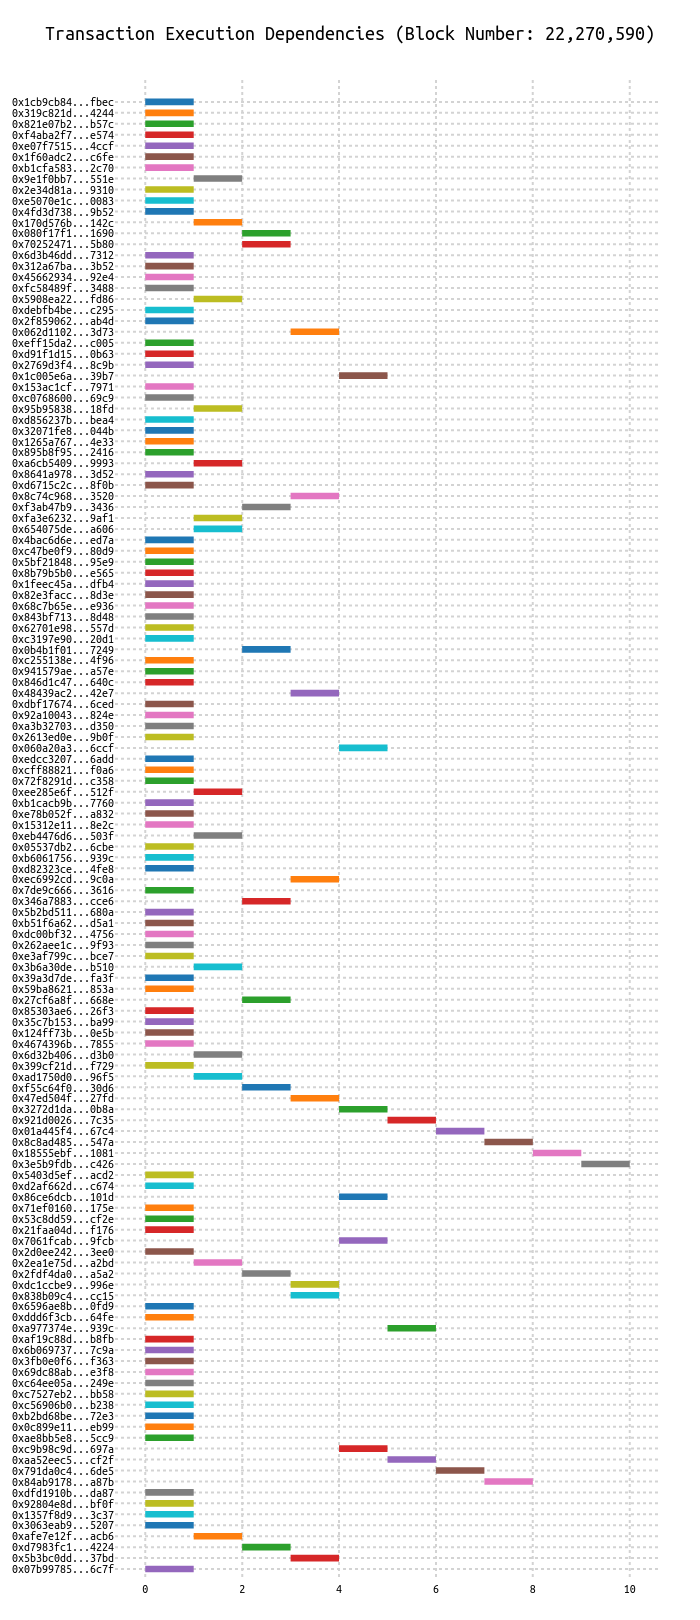 Transaction Execution Dependencies (Block Number: 22,270,590)
0x1cb9cb84...fbec
0x319c821d...4244
0x821e07b2...b57c
0xf4aba2f7...e574
0xe07f7515...4ccf
0x1f60adc2...c6fe
0xb1cfa583...2c70
0x9e1f0bb7...551e
0x2e34d81a...9310
0xe5070e1c...0083
0x4fd3d738...9b52
0x170d576b...142c
0x080f17f1...1690
0x70252471...5b80
0x6d3b46dd...7312
0x312a67ba...3b52
0x45662934...92e4
0xfc58489f...3488
0x5908ea22...fd86
0xdebfb4be...c295
0x2f859062...ab4d
0x062d1102...3d73
0xeff15da2...c005
0xd91f1d15...0b63
0x2769d3f4...8c9b
0x1c005e6a...39b7
0x153ac1cf...7971
0xc0768600...69c9
0x95b95838...18fd
0xd856237b...bea4
0x32071fe8...044b
0x1265a767...4e33
0x895b8f95...2416
0xa6cb5409...9993
0x8641a978...3d52
0xd6715c2c...8f0b
0x8c74c968...3520
0xf3ab47b9...3436
0xfa3e6232...9af1
0x654075de...a606
0x4bac6d6e...ed7a
0xc47be0f9...80d9
0x5bf21848...95e9
0x8b79b5b0...e565
0x1feec45a...dfb4
0x82e3facc...8d3e
0x68c7b65e...e936
0x843bf713...8d48
0x62701e98...557d
0xc3197e90...20d1
0x0b4b1f01...7249
0xc255138e...4f96
0x941579ae...a57e
0x846d1c47...640c
0x48439ac2...42e7
0xdbf17674...6ced
0x92a10043...824e
0xa3b32703...d350
0x2613ed0e...9b0f
0x060a20a3...6ccf
0xedcc3207...6add
0xcff88821...f0a6
0x72f8291d...c358
0xee285e6f...512f
0xb1cacb9b...7760
0xe78b052f...a832
0x15312e11...8e2c
0xeb4476d6...503f
0x05537db2...6cbe
0xb6061756...939c
0xd82323ce...4fe8
0xec6992cd...9c0a
0x7de9c666...3616
0x346a7883...cce6
0x5b2bd511...680a
0xb51f6a62...d5a1
0xdc00bf32...4756
0x262aee1c...9f93
0xe3af799c...bce7
0x3b6a30de...b510
0x39a3d7de...fa3f
0x59ba8621...853a
0x27cf6a8f...668e
0x85303ae6...26f3
0x35c7b153...ba99
0x124ff73b...0e5b
0x4674396b...7855
0x6d32b406...d3b0
0x399cf21d...f729
0xad1750d0...96f5
0xf55c64f0...30d6
0x47ed504f...27fd
0x3272d1da...0b8a
0x921d0026...7c35
0x01a445f4...67c4
0x8c8ad485...547a
0x18555ebf...1081
0x3e5b9fdb...c426
0x5403d5ef...acd2
0xd2af662d...c674
0x86ce6dcb...101d
0x71ef0160...175e
0x53c8dd59...cf2e
0x21faa04d...f176
0x7061fcab...9fcb
0x2d0ee242...3ee0
0x2ea1e75d...a2bd
0x2fdf4da0...a5a2
0xdc1ccbe9...996e
0x838b09c4...cc15
0x6596ae8b...0fd9
0xddd6f3cb...64fe
0xa977374e...939c
0xaf19c88d...b8fb
0x6b069737...7c9a
0x3fb0e0f6...f363
0x69dc88ab...e3f8
0xc64ee05a...249e
0xc7527eb2...bb58
0xc56906b0...b238
0xb2bd68be...72e3
0x0c899e11...eb99
0xae8bb5e8...5cc9
0xc9b98c9d...697a
0xaa52eec5...cf2f
0x791da0c4...6de5
0x84ab9178...a87b
0xdfd1910b...da87
0x92804e8d...bf0f
0x1357f8d9...3c37
0x3063eab9...5207
0xafe7e12f...acb6
0xd7983fc1...4224
0x5b3bc0dd...37bd
0x07b99785...6c7f
0 2 4 6 8 10